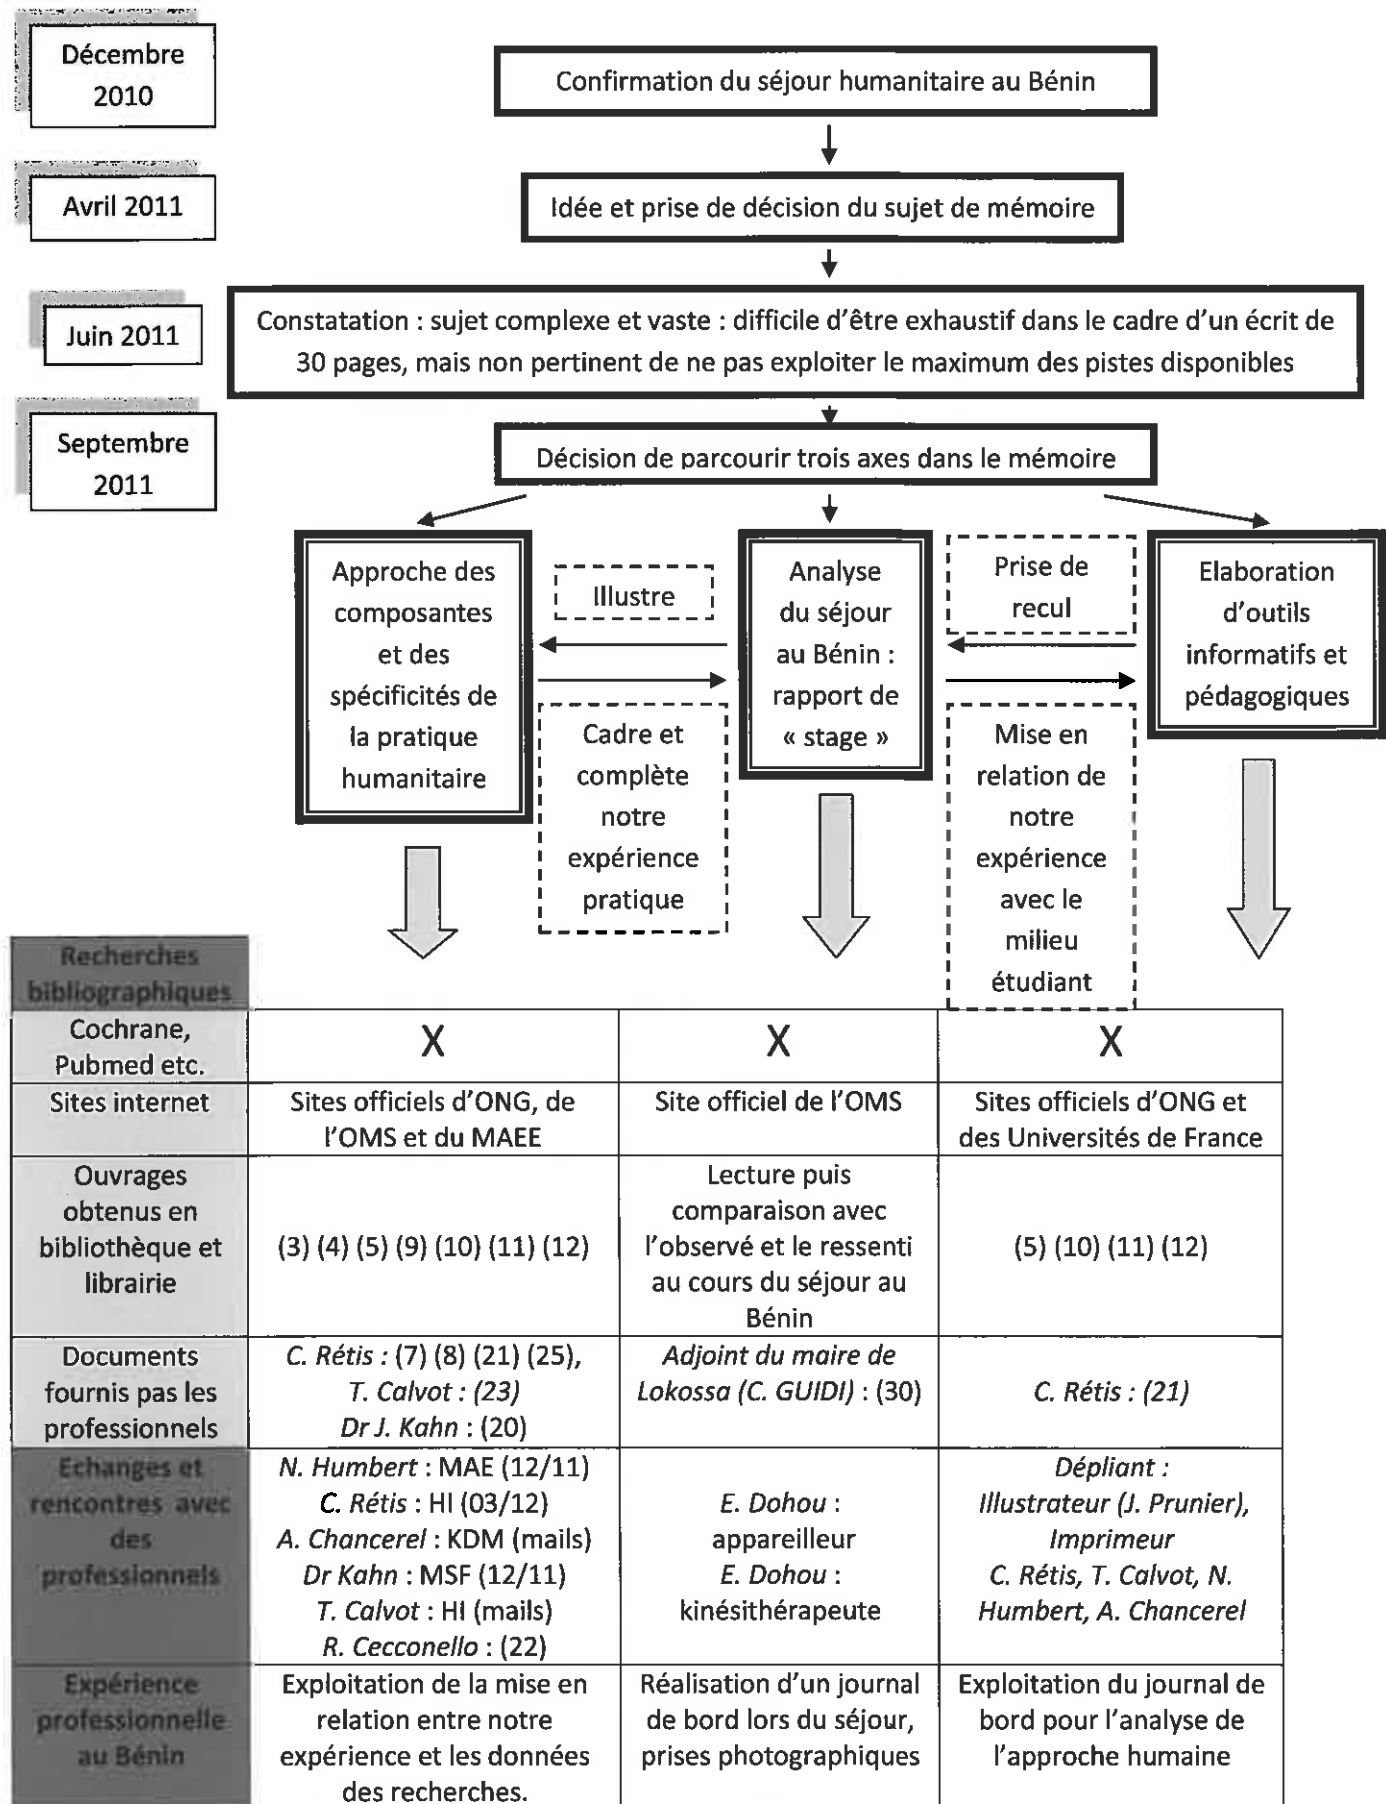 Décembre
2010
Confirmation du séjour humanitaire au Bénin
Avril 2011
Idée et prise de décision du sujet de mémoire
Juin 2011
Constatation : sujet complexe et vaste : difficile d'être exhaustif dans le cadre d'un écrit de
30 pages, mais non pertinent de ne pas exploiter le maximum des pistes disponibles
Septembre
2011
Décision de parcourir trois axes dans le mémoire
Approche des
composantes
et des
spécificités de
la pratique
humanitaire
Illustre
Cadre et
complète
notre
expérience
pratique
Analyse
du séjour
au Bénin :
rapport de
« stage »
Prise de
recul
Mise en
relation de
notre
expérience
avec le
milieu
étudiant
Elaboration
d'outils
informatifs et
pédagogiques
Recherches
bibliographiques
Cochrane,
Pubmed etc.
X
X
X
Sites internet
Sites officiels d'ONG, de
l'OMS et du MAEE
Site officiel de l'OMS
Sites officiels d'ONG et
des Universités de France
Ouvrages
obtenus en
bibliothèque et
librairie
(3) (4) (5) (9) (10) (11) (12)
Lecture puis
comparaison avec
l'observé et le ressenti
au cours du séjour au
Bénin
(5) (10) (11) (12)
Documents
fournis pas les
professionnels
C. Rétis : (7) (8) (21) (25),
T. Calvot : (23)
Dr J. Kahn : (20)
Adjoint du maire de
Lokossa (C. GUIDI) : (30)
C. Rétis : (21)
Echanges et
rencontres avec
des
professionnels
N. Humbert : MAE (12/11)
C. Rétis : HI (03/12)
A. Chancerel : KDM (mails)
Dr Kahn : MSF (12/11)
T. Calvot : HI (mails)
R. Cecconello : (22)
E. Dohou :
appareilleur
E. Dohou :
kinésithérapeute
Dépliant :
Illustrateur (J. Prunier),
Imprimeur
C. Rétis, T. Calvot, N.
Humbert, A. Chancerel
Expérience
professionnelle
au Bénin
Exploitation de la mise en
relation entre notre
expérience et les données
des recherches.
Réalisation d'un journal
de bord lors du séjour,
prises photographiques
Exploitation du journal de
bord pour l'analyse de
l'approche humaine